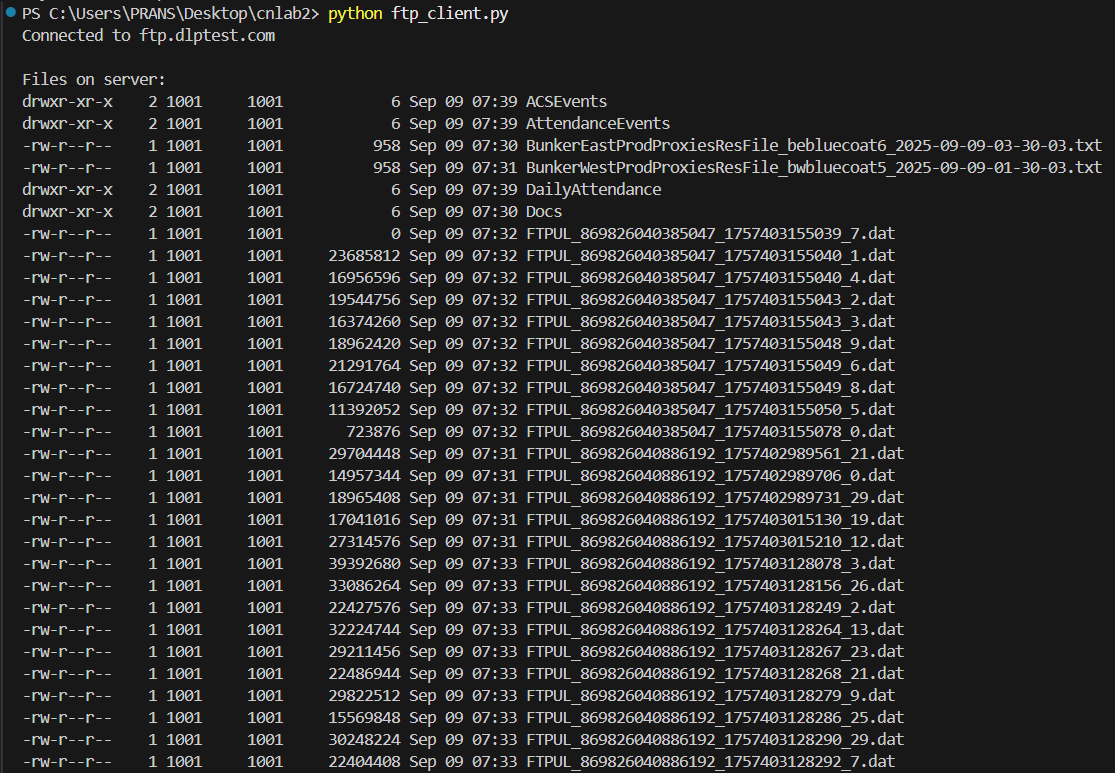 PS C:\Users\PRANS\Desktop\cnlab2> python ftp_client.py
Connected to ftp.dlptest.com
Files on server:
drwxr-xr-x    2 1001     1001            6 Sep 09 07:39 ACSEvents
drwxr-xr-x    2 1001     1001            6 Sep 09 07:39 AttendanceEvents
-rw-r--r--    1 1001     1001          958 Sep 09 07:30 BunkerEastProdProxiesResFile_bebluecoat6_2025-09-09-03-30-03.txt
-rw-r--r--    1 1001     1001          958 Sep 09 07:31 BunkerWestProdProxiesResFile_bwbluecoat5_2025-09-09-01-30-03.txt
drwxr-xr-x    2 1001     1001            6 Sep 09 07:39 DailyAttendance
drwxr-xr-x    2 1001     1001            6 Sep 09 07:30 Docs
-rw-r--r--    1 1001     1001            0 Sep 09 07:32 FTPUL_869826040385047_1757403155039_7.dat
-rw-r--r--    1 1001     1001     23685812 Sep 09 07:32 FTPUL_869826040385047_1757403155040_1.dat
-rw-r--r--    1 1001     1001     16956596 Sep 09 07:32 FTPUL_869826040385047_1757403155040_4.dat
-rw-r--r--    1 1001     1001     19544756 Sep 09 07:32 FTPUL_869826040385047_1757403155043_2.dat
-rw-r--r--    1 1001     1001     16374260 Sep 09 07:32 FTPUL_869826040385047_1757403155043_3.dat
-rw-r--r--    1 1001     1001     18962420 Sep 09 07:32 FTPUL_869826040385047_1757403155048_9.dat
-rw-r--r--    1 1001     1001     21291764 Sep 09 07:32 FTPUL_869826040385047_1757403155049_6.dat
-rw-r--r--    1 1001     1001     16724740 Sep 09 07:32 FTPUL_869826040385047_1757403155049_8.dat
-rw-r--r--    1 1001     1001     11392052 Sep 09 07:32 FTPUL_869826040385047_1757403155050_5.dat
-rw-r--r--    1 1001     1001       723876 Sep 09 07:32 FTPUL_869826040385047_1757403155078_0.dat
-rw-r--r--    1 1001     1001     29704448 Sep 09 07:31 FTPUL_869826040886192_1757402989561_21.dat
-rw-r--r--    1 1001     1001     14957344 Sep 09 07:31 FTPUL_869826040886192_1757402989706_0.dat
-rw-r--r--    1 1001     1001     18965408 Sep 09 07:31 FTPUL_869826040886192_1757402989731_29.dat
-rw-r--r--    1 1001     1001     17041016 Sep 09 07:31 FTPUL_869826040886192_1757403015130_19.dat
-rw-r--r--    1 1001     1001     27314576 Sep 09 07:31 FTPUL_869826040886192_1757403015210_12.dat
-rw-r--r--    1 1001     1001     39392680 Sep 09 07:33 FTPUL_869826040886192_1757403128078_3.dat
-rw-r--r--    1 1001     1001     33086264 Sep 09 07:33 FTPUL_869826040886192_1757403128156_26.dat
-rw-r--r--    1 1001     1001     22427576 Sep 09 07:33 FTPUL_869826040886192_1757403128249_2.dat
-rw-r--r--    1 1001     1001     32224744 Sep 09 07:33 FTPUL_869826040886192_1757403128264_13.dat
-rw-r--r--    1 1001     1001     29211456 Sep 09 07:33 FTPUL_869826040886192_1757403128267_23.dat
-rw-r--r--    1 1001     1001     22486944 Sep 09 07:33 FTPUL_869826040886192_1757403128268_21.dat
-rw-r--r--    1 1001     1001     29822512 Sep 09 07:33 FTPUL_869826040886192_1757403128279_9.dat
-rw-r--r--    1 1001     1001     15569848 Sep 09 07:33 FTPUL_869826040886192_1757403128286_25.dat
-rw-r--r--    1 1001     1001     30248224 Sep 09 07:33 FTPUL_869826040886192_1757403128290_29.dat
-rw-r--r--    1 1001     1001     22404408 Sep 09 07:33 FTPUL_869826040886192_1757403128292_7.dat